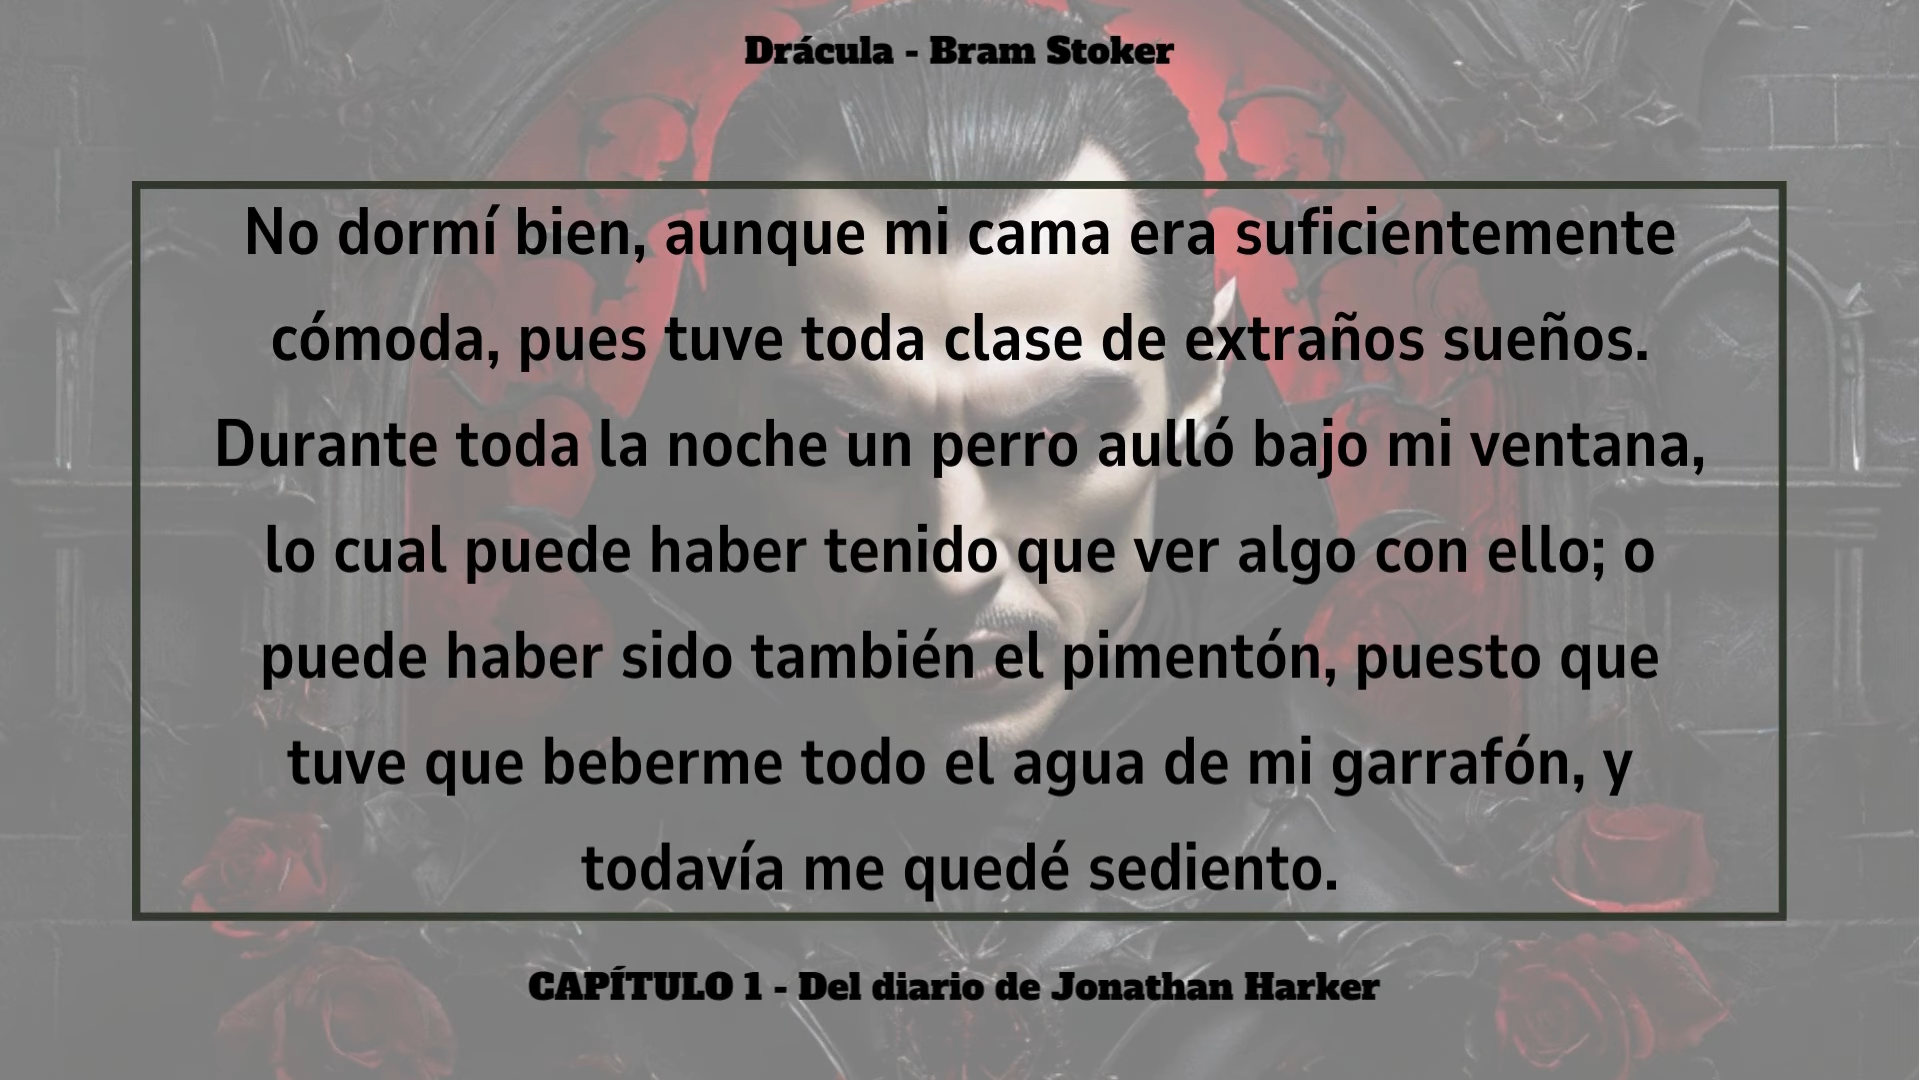 Drácula - Bram Stoker
No dormí bien, aunque mi cama era suficientemente
cómoda, pues tuve toda clase de extraños sueños.
Durante toda la noche un perro aulló bajo mi ventana,
lo cual puede haber tenido que ver algo con ello; o
puede haber sido también el pimentón, puesto que
tuve que beberme todo el agua de mi garrafón, y
todavía me quedé sediento.
CAPÍTULO 1 - Del diario de Jonathan Harker